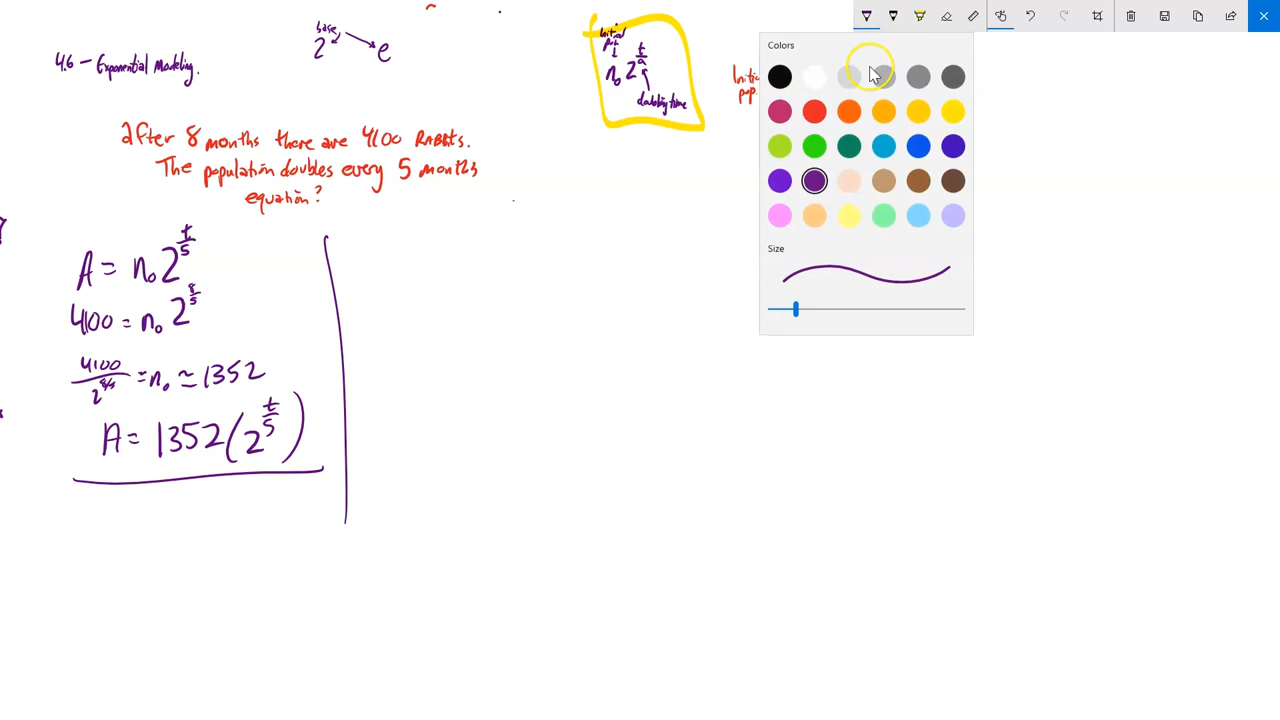 base
2 e
4.6 – Exponential Modeling.
Initial
Pop.
n₀ 2^(t/a)
doubling time
Initi
pop.
After 8 months there are 4100 RABBITS.
The population doubles every 5 months
equation?
A = n₀ 2^(t/5)
4100 = n₀ 2^(8/5)
4100/2^(8/5) = n₀ ≃ 1352
A = 1352(2^(t/5))
Colors
Size